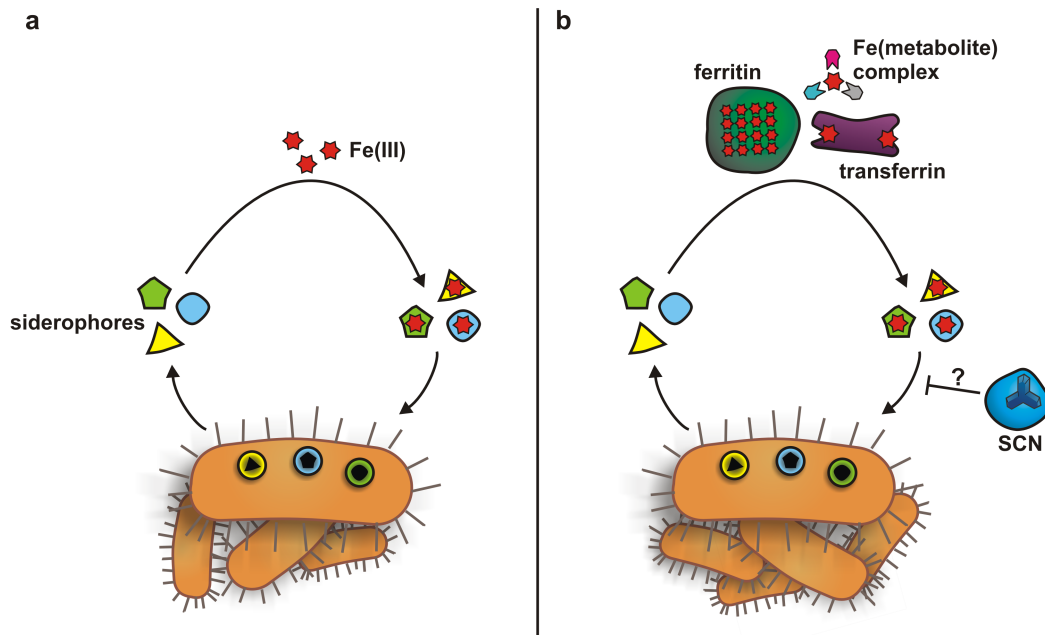 a
Fe(III)
siderophores
b
Fe(metabolite)
complex
ferritin
transferrin
?
SCN